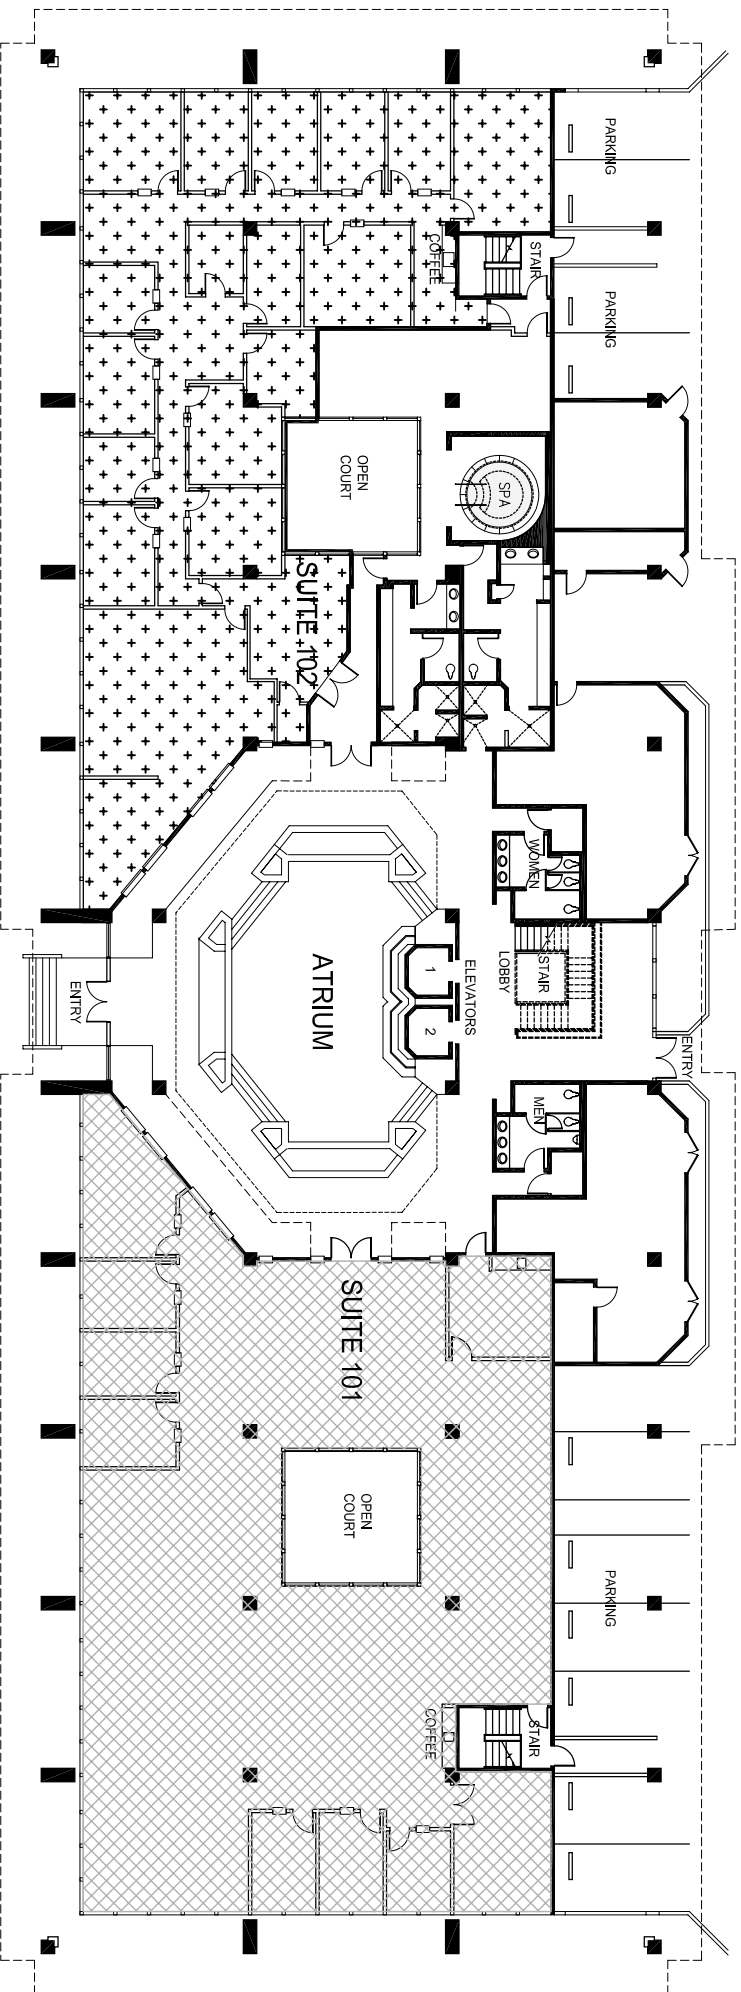 PARKING
STAIR
COFFEE
PARKING
OPEN
COURT
SPA
SUITE 102
WOMEN
ATRIUM
1
2
ELEVATORS
LOBBY
STAIR
ENTRY
ENTRY
MEN
SUITE 101
OPEN
COURT
PARKING
STAIR
COFFEE